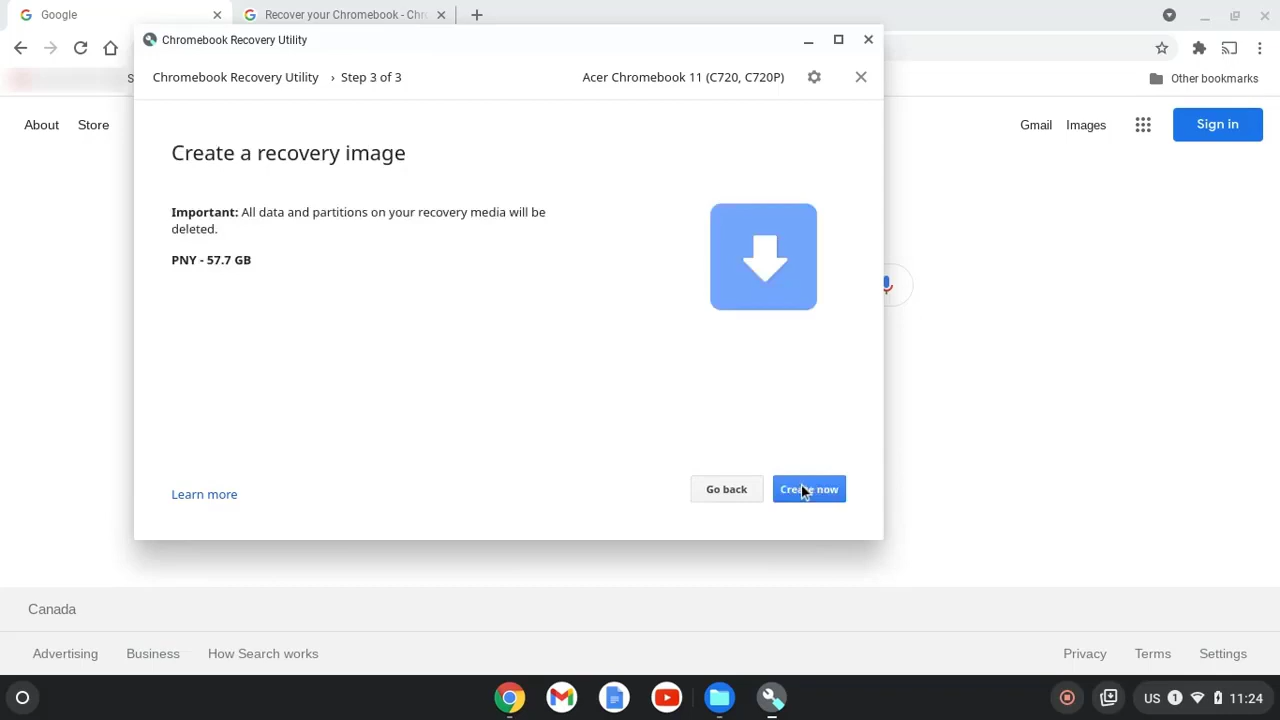 Google
Recover your Chromebook - Chr
Chromebook Recovery Utility
Chromebook Recovery Utility › Step 3 of 3
Acer Chromebook 11 (C720, C720P)
Other bookmarks
About
Store
Gmail
Images
Sign in
Create a recovery image
Important: All data and partitions on your recovery media will be
deleted.
PNY - 57.7 GB
Learn more
Go back
Create now
Canada
Advertising
Business
How Search works
Privacy
Terms
Settings
US
1
11:24